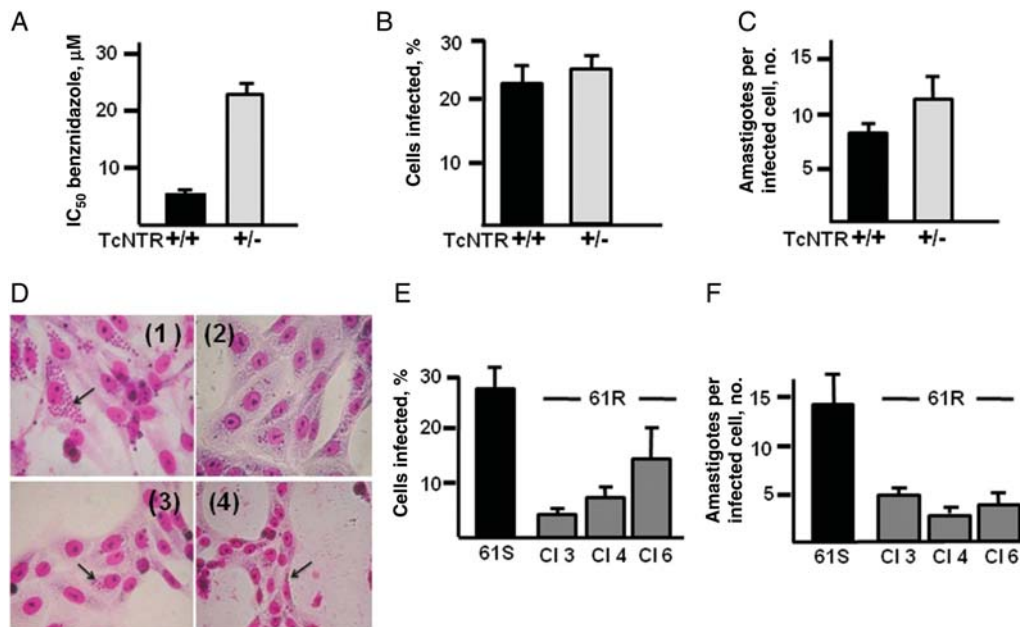 A
IC50 benznidazole, µM
30
20
10
TcNTR +/+ +/-
B
Cells infected, %
30
20
10
TcNTR +/+ +/-
C
Amastigotes per
infected cell, no.
15
10
5
TcNTR +/+ +/-
D
(1)
(2)
(3)
(4)
E
Cells infected, %
30
20
10
61R
61S Cl 3 Cl 4 Cl 6
F
Amastigotes per
infected cell, no.
15
10
5
61R
61S Cl 3 Cl 4 Cl 6